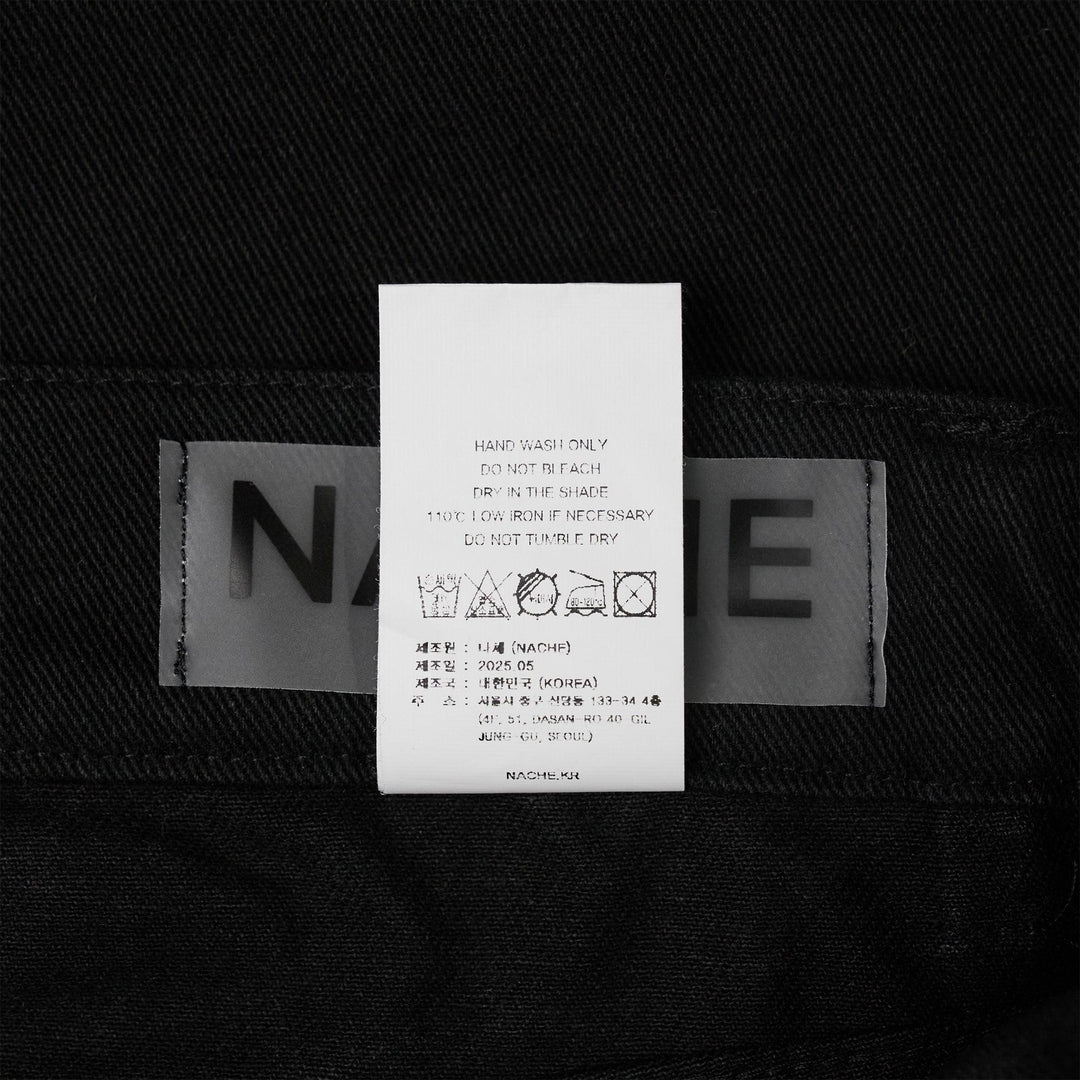 NACHE
HAND WASH ONLY
DO NOT BLEACH
DRY IN THE SHADE
110℃ LOW IRON IF NECESSARY
DO NOT TUMBLE DRY
80-120℃
제조원 : 나체 (NACHE)
제조일 : 2025.05
제조국 : 대한민국 (KOREA)
주 소 : 서울시 중구 신당동 133-34 4층
(4F, 51, DASAN-RO 40-GIL
JUNG-GU, SEOUL)
NACHE.KR